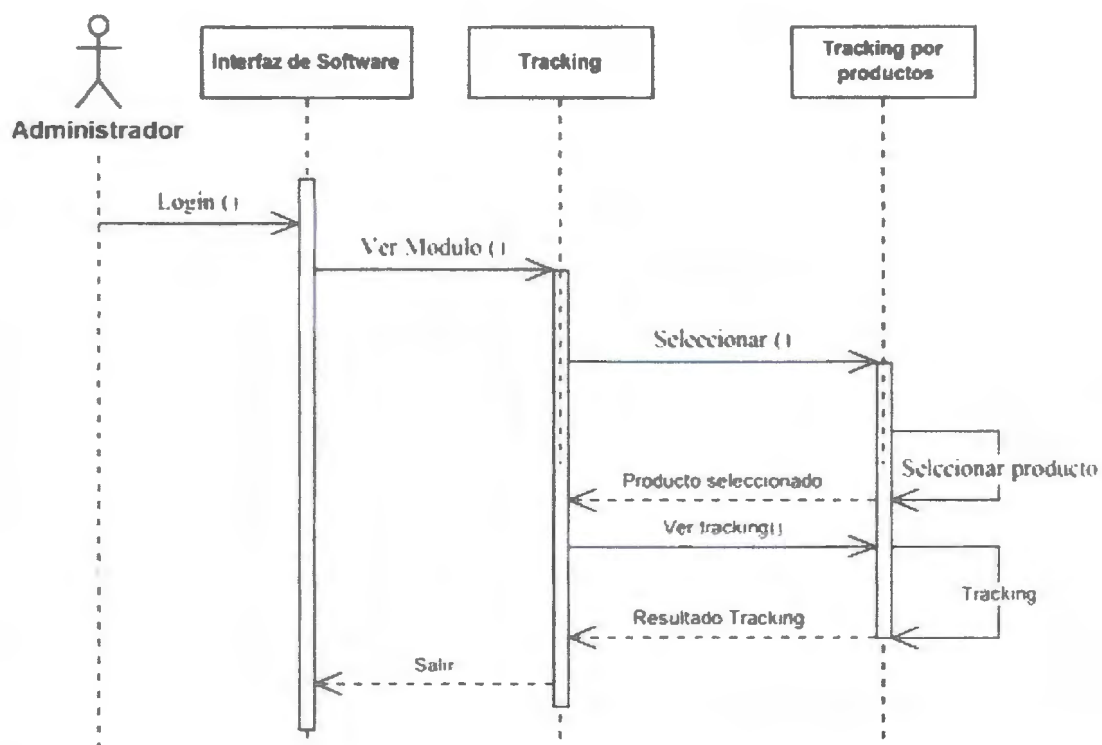 Interfaz de Software
Tracking
Tracking por
productos
Administrador
Login ()
Ver Modulo ()
Seleccionar ()
Selccionar producto
Producto seleccionado
Ver tracking()
Tracking
Resultado Tracking
Salir